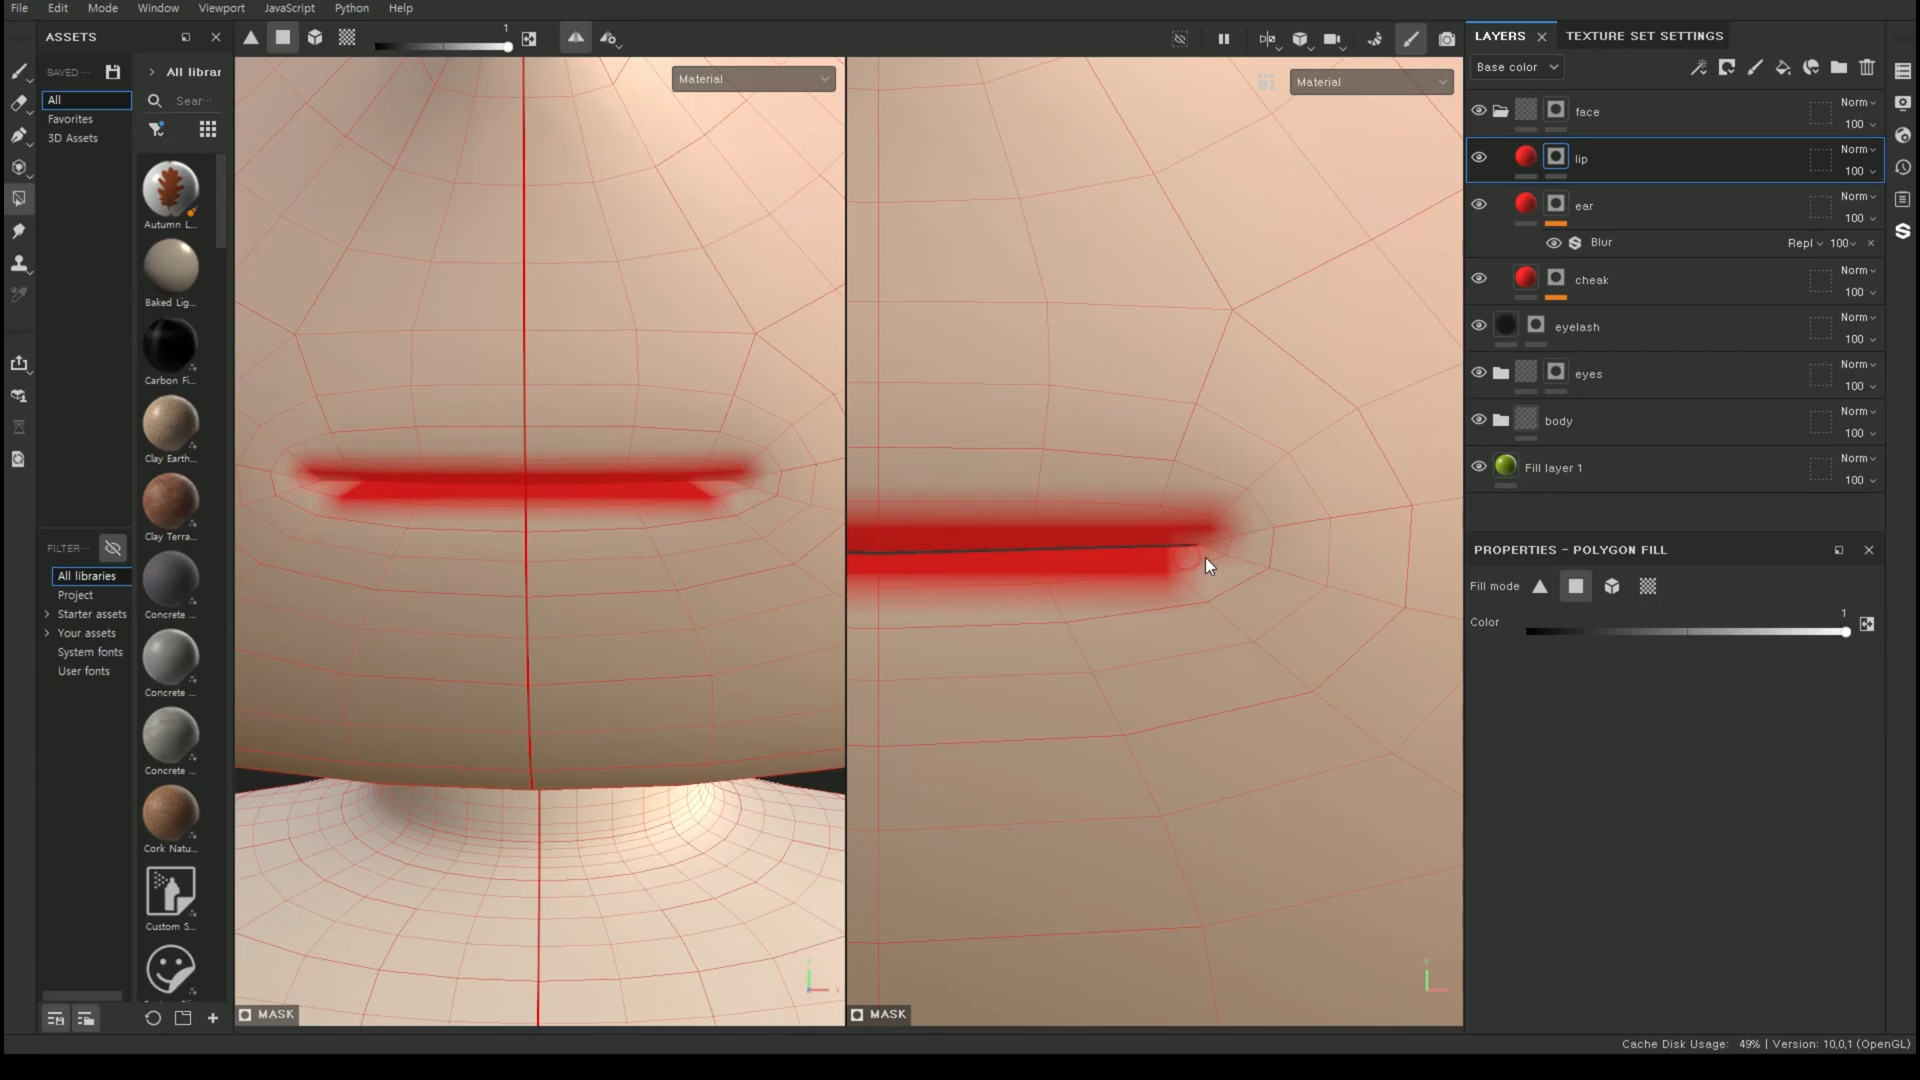 File Edit Mode Window Viewport JavaScript Python Help
ASSETS
SAVED ···
All librar
All
Sear···
Favorites
3D Assets
Autumn L...
Baked Lig...
Carbon Fi...
Clay Earth...
Clay Terra...
Concrete ...
Concrete ...
Concrete ...
Cork Natu...
Custom S...
FILTER···
All libraries
Project
Starter assets
Your assets
System fonts
User fonts
1
Material
MASK
Material
MASK
Y
LAYERS
TEXTURE SET SETTINGS
Base color
face
Norm
100
lip
Norm
100
ear
Norm
100
Blur
Repl 100
cheak
Norm
100
eyelash
Norm
100
eyes
Norm
100
body
Norm
100
Fill layer 1
Norm
100
PROPERTIES - POLYGON FILL
Fill mode
Color
1
Cache Disk Usage: 49% | Version: 10,0,1 (OpenGL)